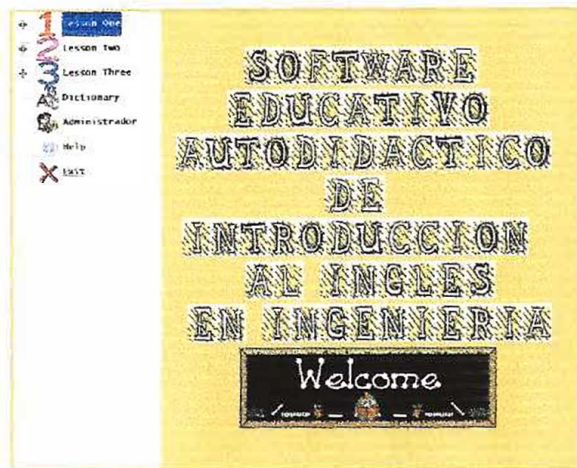 Lesson One
Lesson Two
Lesson Three
Dictionary
Administrador
Help
Exit
SOFTWARE
EDUCATIVO
AUTODIDACTICO
DE
INTRODUCCION
AL INGLES
EN INGENIERIA
Welcome